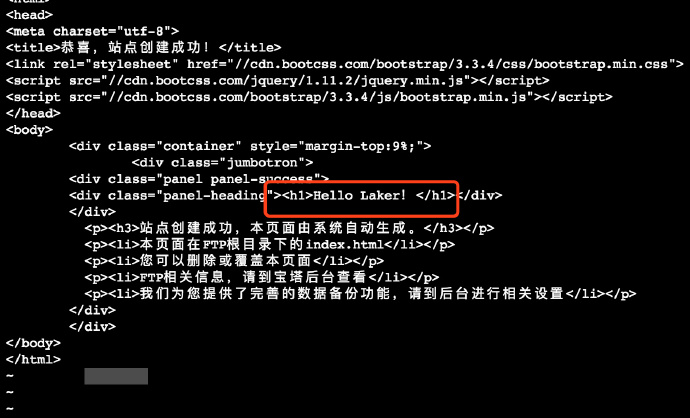 <html>
<head>
<meta charset="utf-8">
<title>恭喜，站点创建成功！</title>
<link rel="stylesheet" href="//cdn.bootcss.com/bootstrap/3.3.4/css/bootstrap.min.css">
<script src="//cdn.bootcss.com/jquery/1.11.2/jquery.min.js"></script>
<script src="//cdn.bootcss.com/bootstrap/3.3.4/js/bootstrap.min.js"></script>
</head>
<body>
<div class="container" style="margin-top:9%;">
<div class="jumbotron">
<div class="panel panel-success">
<div class="panel-heading"><h1>Hello Laker! </h1></div>
</div>
<p><h3>站点创建成功，本页面由系统自动生成。</h3></p>
<p><li>本页面在FTP根目录下的index.html</li></p>
<p><li>您可以删除或覆盖本页面</li></p>
<p><li>FTP相关信息，请到宝塔后台查看</li></p>
<p><li>我们为您提供了完善的数据备份功能，请到后台进行相关设置</li></p>
</div>
</div>
</body>
</html>
~
~
~